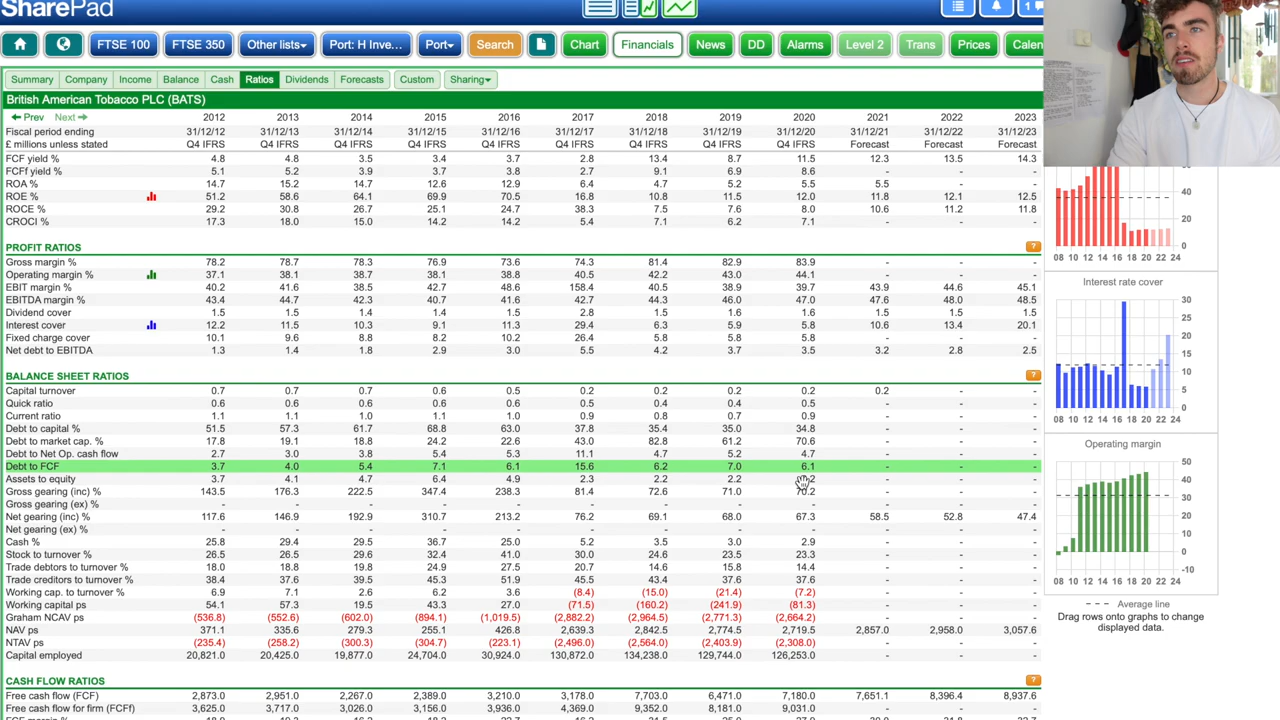 SharePad
1
FTSE 100 FTSE 350 Other lists Port: H Inve... Port Search Chart Financials News DD Alarms Level 2 Trans Prices Calen
Summary Company Income Balance Cash Ratios Dividends Forecasts Custom Sharing
British American Tobacco PLC (BATS)
Prev Next 2012 2013 2014 2015 2016 2017 2018 2019 2020 2021 2022 2023
Fiscal period ending 31/12/12 31/12/13 31/12/14 31/12/15 31/12/16 31/12/17 31/12/18 31/12/19 31/12/20 31/12/21 31/12/22 31/12/23
£ millions unless stated Q4 IFRS Q4 IFRS Q4 IFRS Q4 IFRS Q4 IFRS Q4 IFRS Q4 IFRS Q4 IFRS Q4 IFRS Forecast Forecast Forecast
FCF yield % 4.8 4.8 3.5 3.4 3.7 2.8 13.4 8.7 11.5 12.3 13.5 14.3
FCFf yield % 5.1 5.2 3.9 3.7 3.8 2.7 9.1 6.9 8.6 - - -
ROA % 14.7 15.2 14.7 12.6 12.9 6.4 4.7 5.2 5.5 5.5 - -
ROE % 51.2 58.6 64.1 69.9 70.5 16.8 10.8 11.5 12.0 11.8 12.1 12.5
ROCE % 29.2 30.8 26.7 25.1 24.7 38.3 7.5 7.6 8.0 10.6 11.2 11.8
CROCI % 17.3 18.0 15.0 14.2 14.2 5.4 7.1 6.2 7.1 - - -
PROFIT RATIOS ?
Gross margin % 78.2 78.7 78.3 76.9 73.6 74.3 81.4 82.9 83.9 - - -
Operating margin % 37.1 38.1 38.7 38.1 38.8 40.5 42.2 43.0 44.1 - - -
EBIT margin % 40.2 41.6 38.5 42.7 48.6 158.4 40.5 38.9 39.7 43.9 44.6 45.1
EBITDA margin % 43.4 44.7 42.3 40.7 41.6 42.7 44.3 46.0 47.0 47.6 48.0 48.5
Dividend cover 1.5 1.5 1.4 1.4 1.5 2.8 1.5 1.6 1.6 1.5 1.5 1.5
Interest cover 12.2 11.5 10.3 9.1 11.3 29.4 6.3 5.9 5.8 10.6 13.4 20.1
Fixed charge cover 10.1 9.6 8.8 8.2 10.2 26.4 5.8 5.8 5.8 - - -
Net debt to EBITDA 1.3 1.4 1.8 2.9 3.0 5.5 4.2 3.7 3.5 3.2 2.8 2.5
BALANCE SHEET RATIOS ?
Capital turnover 0.7 0.7 0.7 0.6 0.5 0.2 0.2 0.2 0.2 0.2 - -
Quick ratio 0.6 0.6 0.6 0.6 0.6 0.5 0.4 0.4 0.5 - - -
Current ratio 1.1 1.1 1.0 1.1 1.0 0.9 0.8 0.7 0.9 - - -
Debt to capital % 51.5 57.3 61.7 68.8 63.0 37.8 35.4 35.0 34.8 - - -
Debt to market cap. % 17.8 19.1 18.8 24.2 22.6 43.0 82.8 61.2 70.6 - - -
Debt to Net Op. cash flow 2.7 3.0 3.8 5.4 5.3 11.1 4.7 5.2 4.7 - - -
Debt to FCF 3.7 4.0 5.4 7.1 6.1 15.6 6.2 7.0 6.1 - - -
Assets to equity 3.7 4.1 4.7 6.4 4.9 2.3 2.2 2.2 - - -
Gross gearing (inc) % 143.5 176.3 222.5 347.4 238.3 81.4 72.6 71.0 70.2 - - -
Gross gearing (ex) % - - - - - - - - - - - -
Net gearing (inc) % 117.6 146.9 192.9 310.7 213.2 76.2 69.1 68.0 67.3 58.5 52.8 47.4
Net gearing (ex) % - - - - - - - - - - - -
Cash % 25.8 29.4 29.5 36.7 25.0 5.2 3.5 3.0 2.9 - - -
Stock to turnover % 26.5 26.5 29.6 32.4 41.0 30.0 24.6 23.5 23.3 - - -
Trade debtors to turnover % 18.0 18.8 19.8 24.9 27.5 20.7 14.6 15.8 14.4 - - -
Trade creditors to turnover % 38.4 37.6 39.5 45.3 51.9 45.5 43.4 37.6 37.6 - - -
Working cap. to turnover % 6.9 7.1 2.6 6.2 3.6 (8.4) (15.0) (21.4) (7.2) - - -
Working capital ps 54.1 57.3 19.5 43.3 27.0 (71.5) (160.2) (241.9) (81.3) - - -
Graham NCAV ps (536.8) (552.6) (602.0) (894.1) (1,019.5) (2,882.2) (2,964.5) (2,771.3) (2,664.2) - - -
NAV ps 371.1 335.6 279.3 255.1 426.8 2,639.3 2,842.5 2,774.5 2,719.5 2,857.0 2,958.0 3,057.6
NTAV ps (235.4) (258.2) (300.3) (304.7) (223.1) (2,496.0) (2,564.0) (2,403.9) (2,308.0) - - -
Capital employed 20,821.0 20,425.0 19,877.0 24,704.0 30,924.0 130,872.0 134,238.0 129,744.0 126,253.0 - - -
CASH FLOW RATIOS ?
Free cash flow (FCF) 2,873.0 2,951.0 2,267.0 2,389.0 3,210.0 3,178.0 7,703.0 6,471.0 7,180.0 7,651.1 8,396.4 8,937.6
Free cash flow for firm (FCFf) 3,625.0 3,717.0 3,026.0 3,156.0 3,936.0 4,369.0 9,352.0 8,181.0 9,031.0 - - -
40
20
0
08 10 12 14 16 18 20 22 24
Interest rate cover
30
25
20
15
10
5
0
08 10 12 14 16 18 20 22 24
Operating margin
50
40
30
20
10
0
-10
08 10 12 14 16 18 20 22 24
Average line
Drag rows onto graphs to change
displayed data.